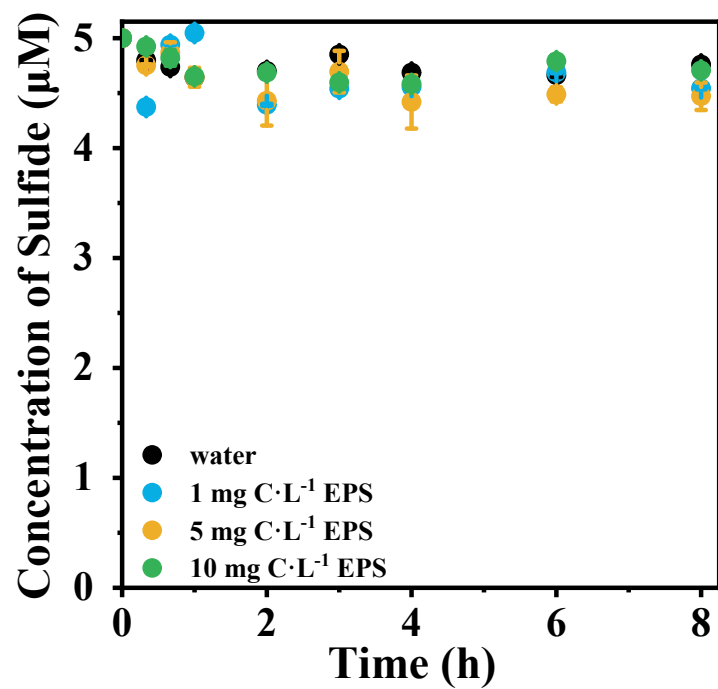 Concentration of Sulfide (μM)
5
4
3
2
1
0
water
1 mg C·L⁻¹ EPS
5 mg C·L⁻¹ EPS
10 mg C·L⁻¹ EPS
0 2 4 6 8
Time (h)